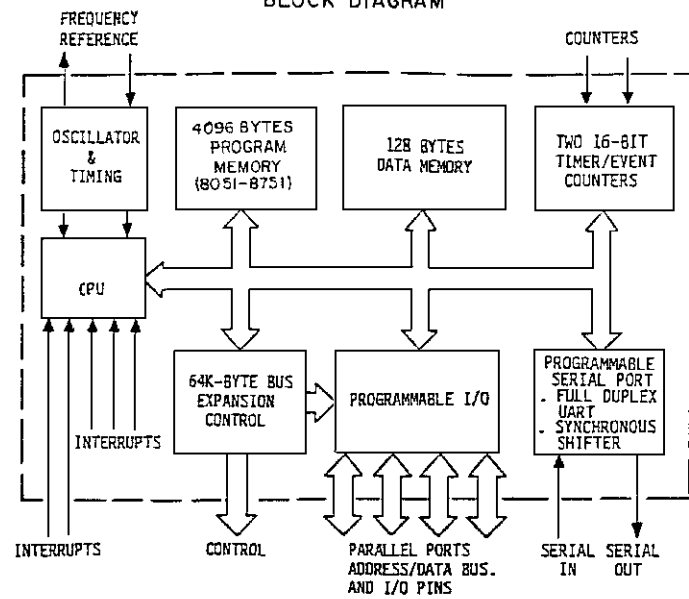 BLOCK DIAGRAM
FREQUENCY
REFERENCE
COUNTERS
OSCILLATOR
&
TIMING
4096 BYTES
PROGRAM
MEMORY
(8051-8751)
128 BYTES
DATA MEMORY
TWO 16-BIT
TIMER/EVENT
COUNTERS
CPU
64K-BYTE BUS
EXPANSION
CONTROL
PROGRAMMABLE I/O
PROGRAMMABLE
SERIAL PORT
. FULL DUPLEX
UART
. SYNCHRONOUS
SHIFTER
INTERRUPTS
INTERRUPTS
CONTROL
PARALLEL PORTS
ADDRESS/DATA BUS.
AND I/O PINS
SERIAL
IN
SERIAL
OUT